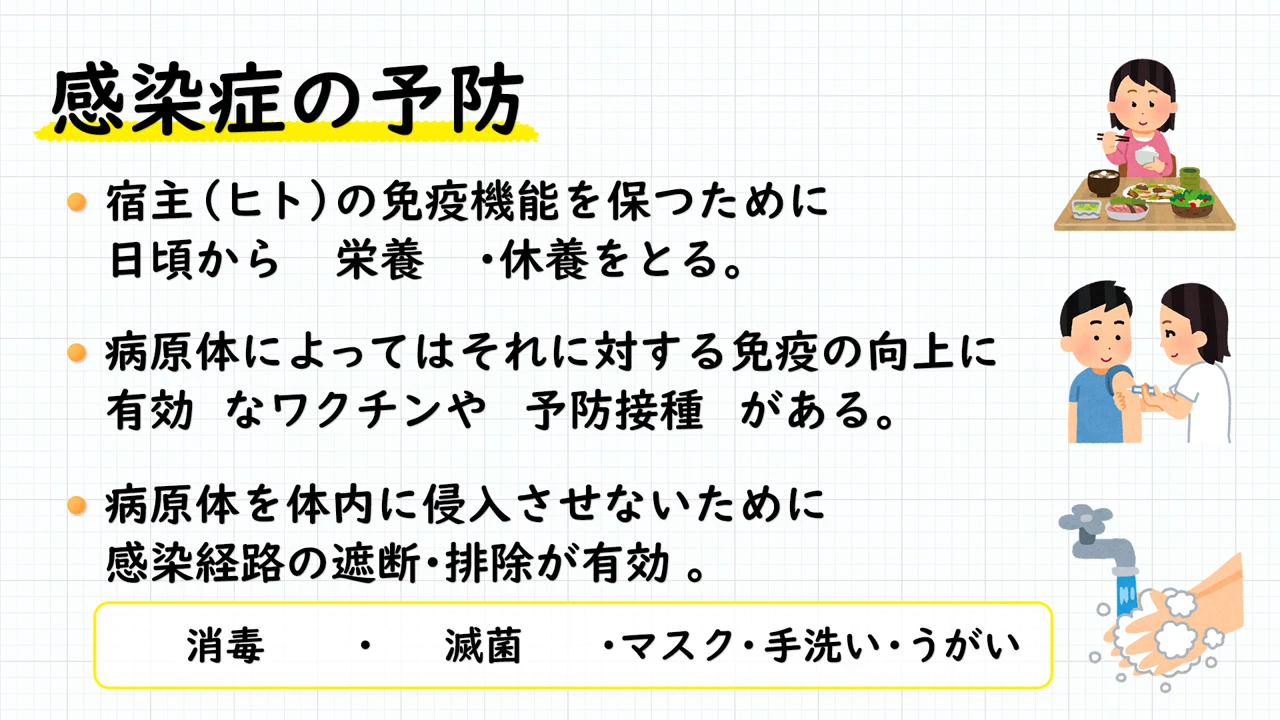 感染症の予防
宿主(ヒト)の免疫機能を保つために
日頃から 栄養 ・休養をとる。
病原体によってはそれに対する免疫の向上に
有効 なワクチンや 予防接種 がある。
病原体を体内に侵入させないために
感染経路の遮断・排除が有効 。
消毒 ・ 滅菌 ・マスク・手洗い・うがい